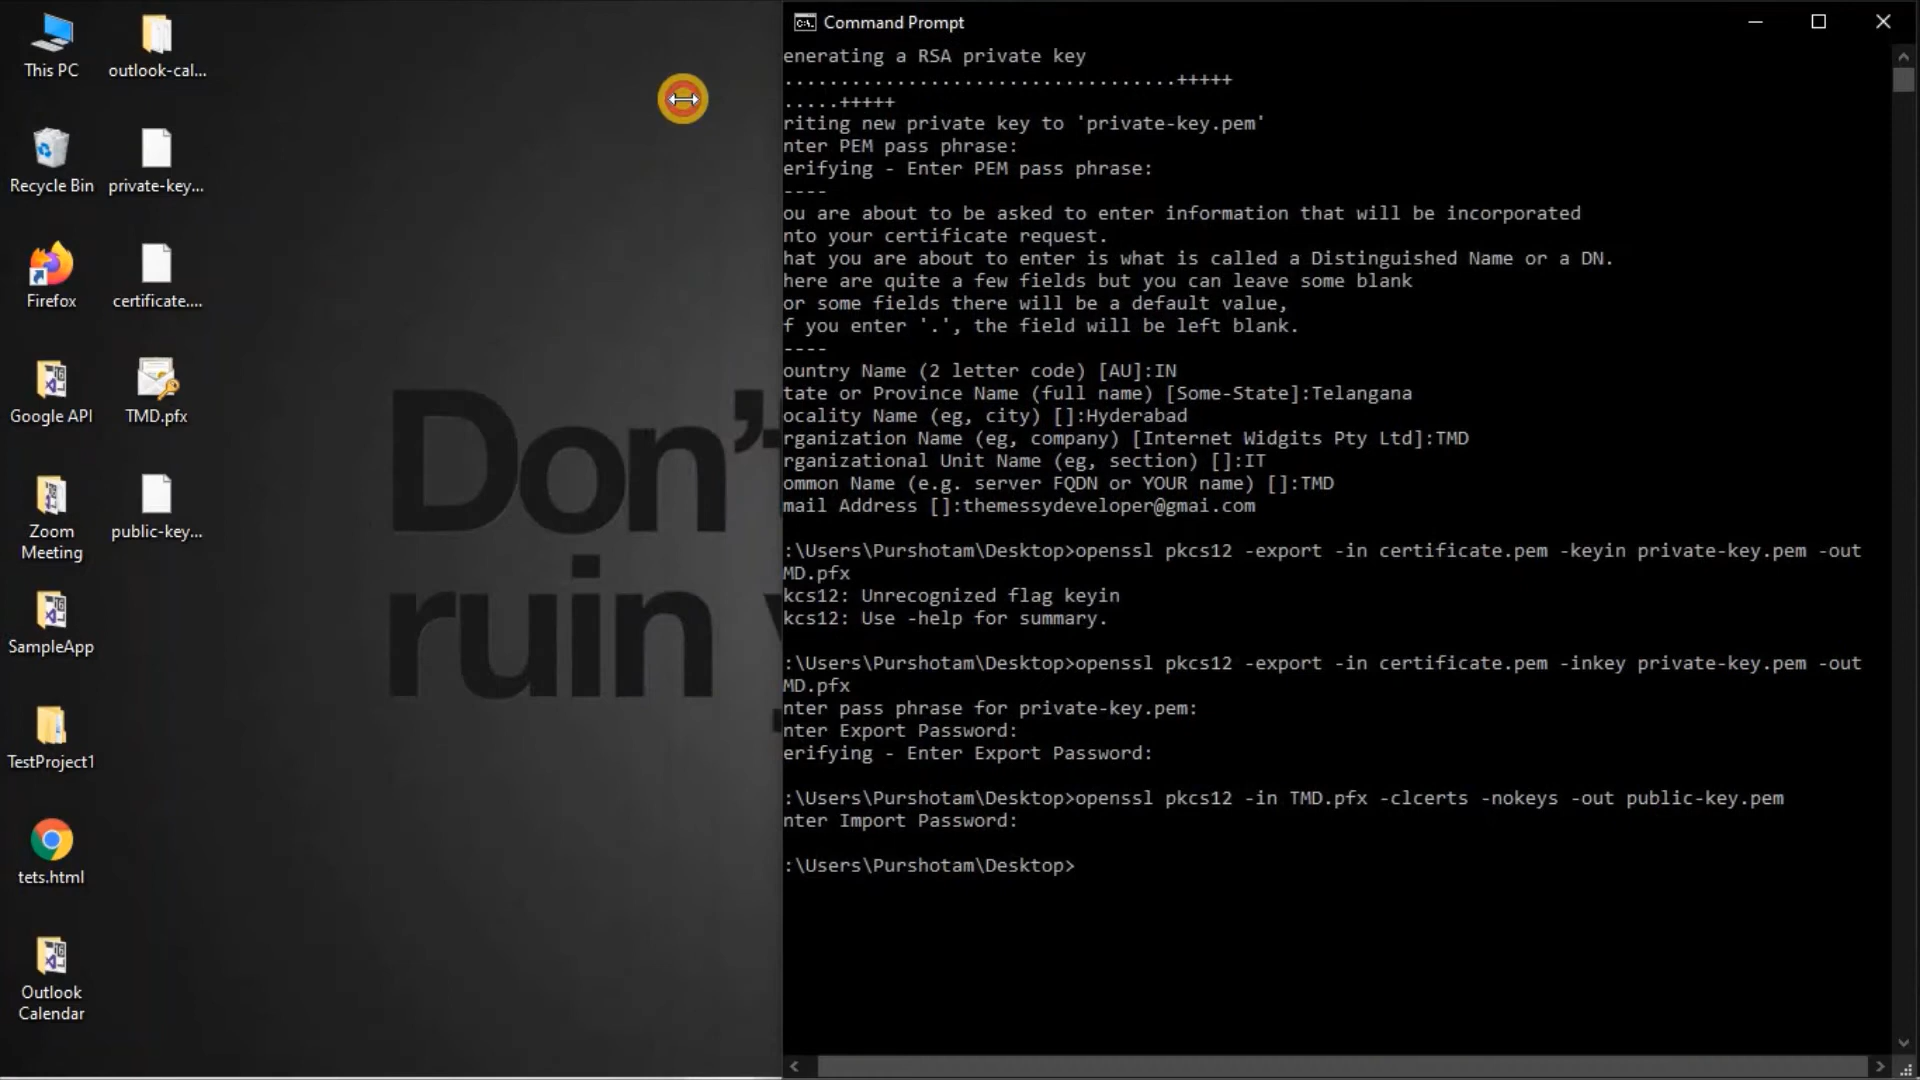 This PC
outlook-cal...
Recycle Bin
private-key...
Firefox
certificate....
Google API
TMD.pfx
Zoom
Meeting
public-key...
SampleApp
TestProject1
tets.html
Outlook
Calendar
Don't
ruin
Command Prompt
enerating a RSA private key
...................................+++++
.....+++++
riting new private key to 'private-key.pem'
nter PEM pass phrase:
erifying - Enter PEM pass phrase:
----
ou are about to be asked to enter information that will be incorporated
nto your certificate request.
hat you are about to enter is what is called a Distinguished Name or a DN.
here are quite a few fields but you can leave some blank
or some fields there will be a default value,
f you enter '.', the field will be left blank.
----
ountry Name (2 letter code) [AU]:IN
tate or Province Name (full name) [Some-State]:Telangana
ocality Name (eg, city) []:Hyderabad
rganization Name (eg, company) [Internet Widgits Pty Ltd]:TMD
rganizational Unit Name (eg, section) []:IT
ommon Name (e.g. server FQDN or YOUR name) []:TMD
mail Address []:themessydeveloper@gmai.com
:\Users\Purshotam\Desktop>openssl pkcs12 -export -in certificate.pem -keyin private-key.pem -out
MD.pfx
kcs12: Unrecognized flag keyin
kcs12: Use -help for summary.
:\Users\Purshotam\Desktop>openssl pkcs12 -export -in certificate.pem -inkey private-key.pem -out
MD.pfx
nter pass phrase for private-key.pem:
nter Export Password:
erifying - Enter Export Password:
:\Users\Purshotam\Desktop>openssl pkcs12 -in TMD.pfx -clcerts -nokeys -out public-key.pem
nter Import Password:
:\Users\Purshotam\Desktop>